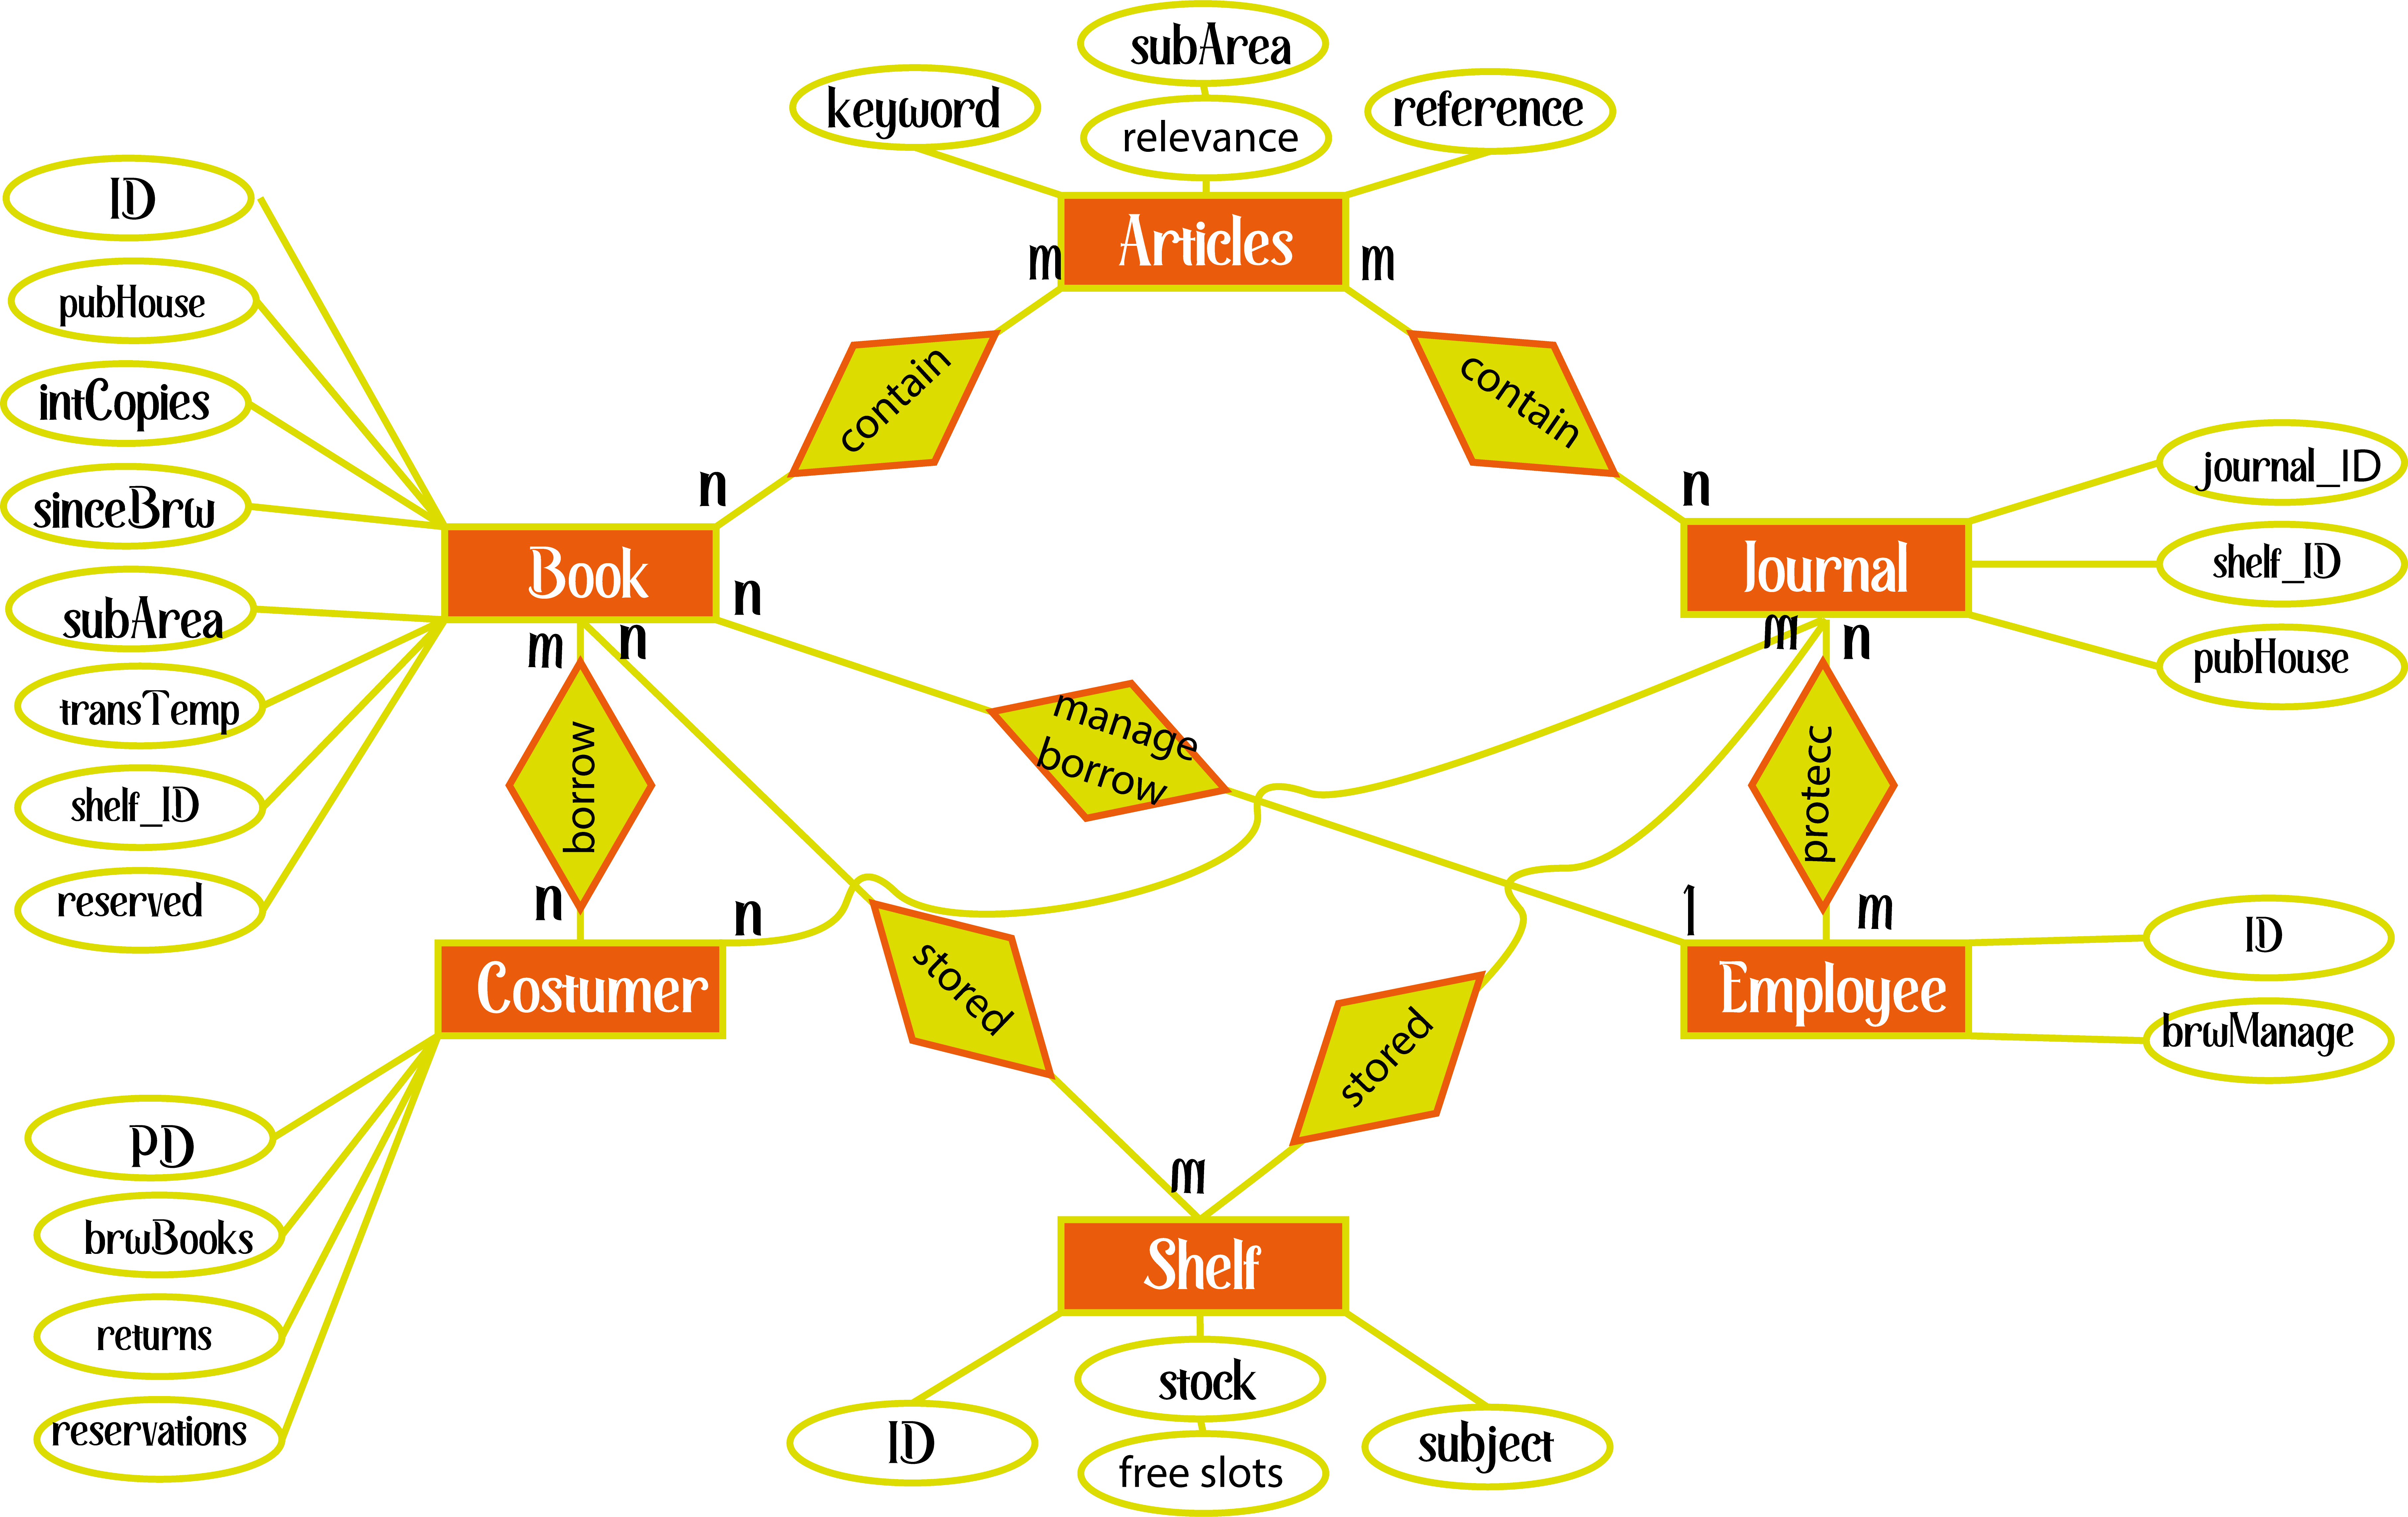 subArea
keyword
relevance
reference
Articles
m
m
contain
contain
n
n
ID
pubHouse
intCopies
sinceBrw
subArea
transTemp
shelf_ID
reserved
Book
n
m
n
borrow
n
manage
borrow
Journal
m
n
journal_ID
shelf_ID
pubHouse
protecc
m
1
n
Costumer
stored
stored
Employee
ID
brwManage
PD
brwBooks
returns
reservations
m
Shelf
ID
stock
free slots
subject